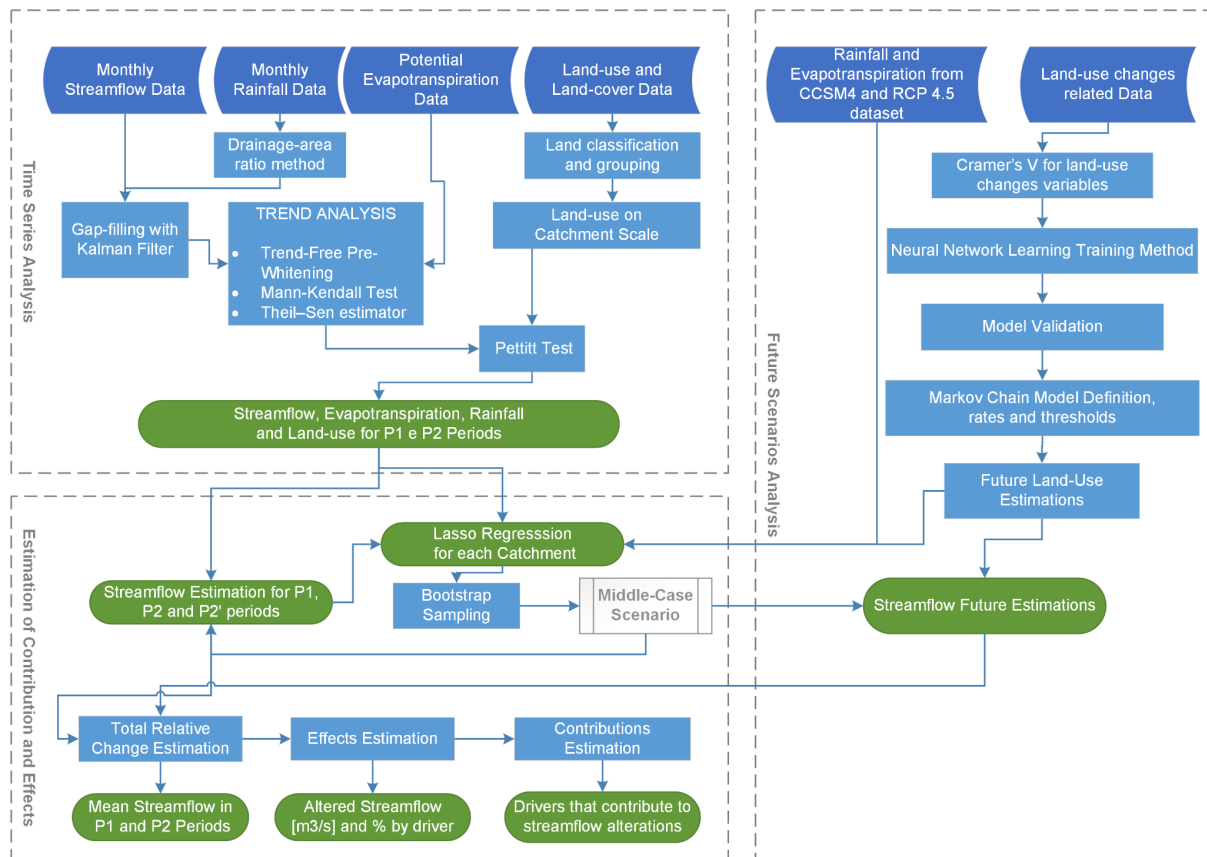 Time Series Analysis
Monthly
Streamflow Data
Monthly
Rainfall Data
Potential
Evapotranspiration
Data
Land-use and
Land-cover Data
Drainage-area
ratio method
Land classification
and grouping
Gap-filling with
Kalman Filter
TREND ANALYSIS
• Trend-Free Pre-
Whitening
• Mann-Kendall Test
• Theil–Sen estimator
Land-use on
Catchment Scale
Pettitt Test
Streamflow, Evapotranspiration, Rainfall
and Land-use for P1 e P2 Periods
Future Scenarios Analysis
Rainfall and
Evapotranspiration from
CCSM4 and RCP 4.5
dataset
Land-use changes
related Data
Cramer's V for land-use
changes variables
Neural Network Learning Training Method
Model Validation
Markov Chain Model Definition,
rates and thresholds
Future Land-Use
Estimations
Streamflow Future Estimations
Estimation of Contribution and Effects
Lasso Regresssion
for each Catchment
Streamflow Estimation for P1,
P2 and P2' periods
Bootstrap
Sampling
Middle-Case
Scenario
Total Relative
Change Estimation
Effects Estimation
Contributions
Estimation
Mean Streamflow in
P1 and P2 Periods
Altered Streamflow
[m3/s] and % by driver
Drivers that contribute to
streamflow alterations